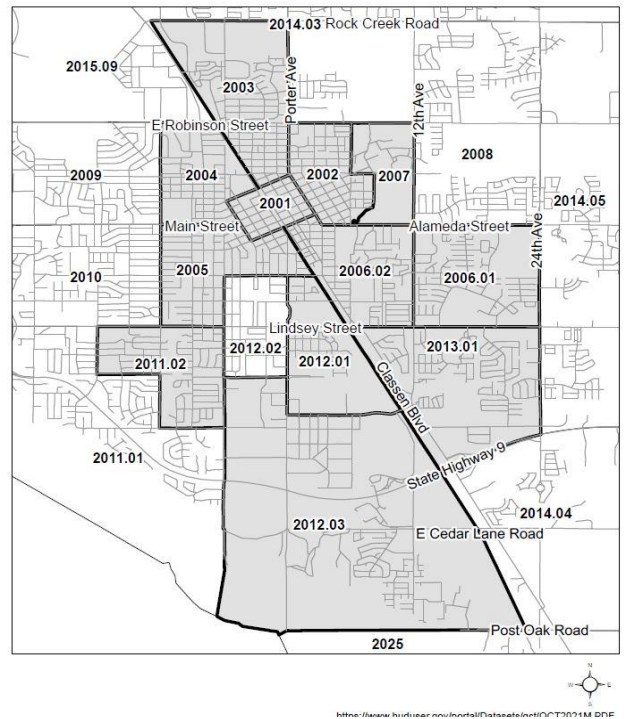 2014.03 Rock Creek Road
2015.09
2003
Porter Ave
E Robinson Street
12th Ave
2009
2004
2002
2007
2008
2001
2014.05
Main Street
Alameda Street
24th Ave
2010
2005
2006.02
2006.01
Lindsey Street
2011.02
2012.02
2012.01
2013.01
Classen Blvd
2011.01
State Highway 9
2012.03
2014.04
E Cedar Lane Road
Post Oak Road
2025
N
W E
S
https://www.huduser.gov/portal/Datasets/qct/QCT2021M.PDF